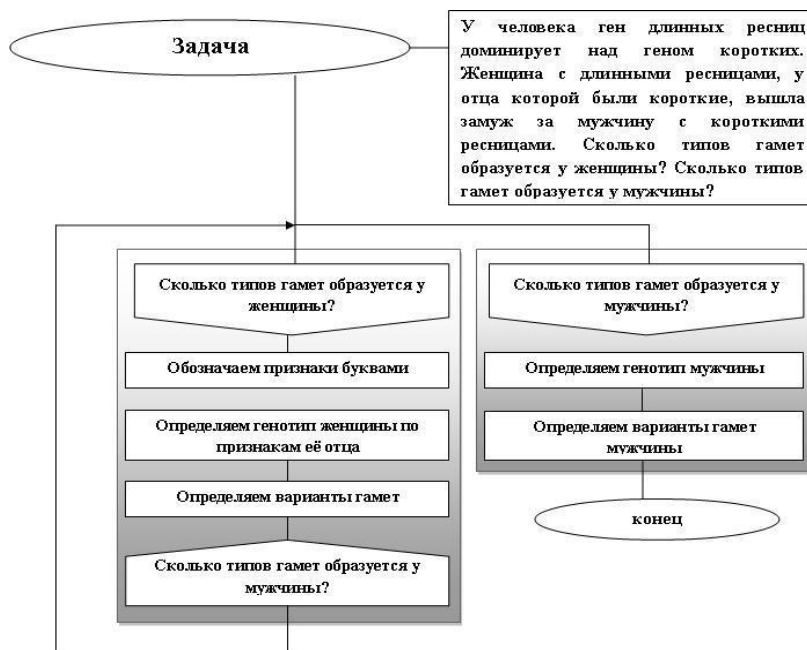 Задача
У человека ген длинных ресниц
доминирует над геном коротких.
Женщина с длинными ресницами, у
отца которой были короткие, вышла
замуж за мужчину с короткими
ресницами. Сколько типов гамет
образуется у женщины? Сколько типов
гамет образуется у мужчины?
Сколько типов гамет образуется у
женщины?
Обозначаем признаки буквами
Определяем генотип женщины по
признакам её отца
Определяем варианты гамет
Сколько типов гамет образуется у
мужчины?
Сколько типов гамет образуется у
мужчины?
Определяем генотип мужчины
Определяем варианты гамет
мужчины
конец